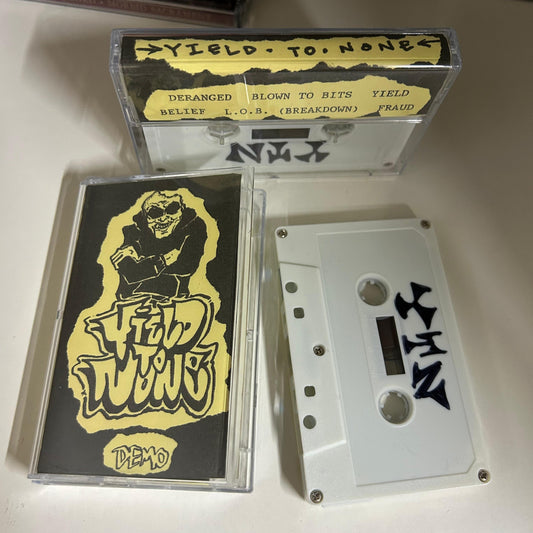 →YIELD·TO·NONE←
DERANGED BLOWN TO BITS YIELD
BELIEF L.O.B. (BREAKDOWN) FRAUD
YTN
YIELD
TO
NONE
DEMO
YTN